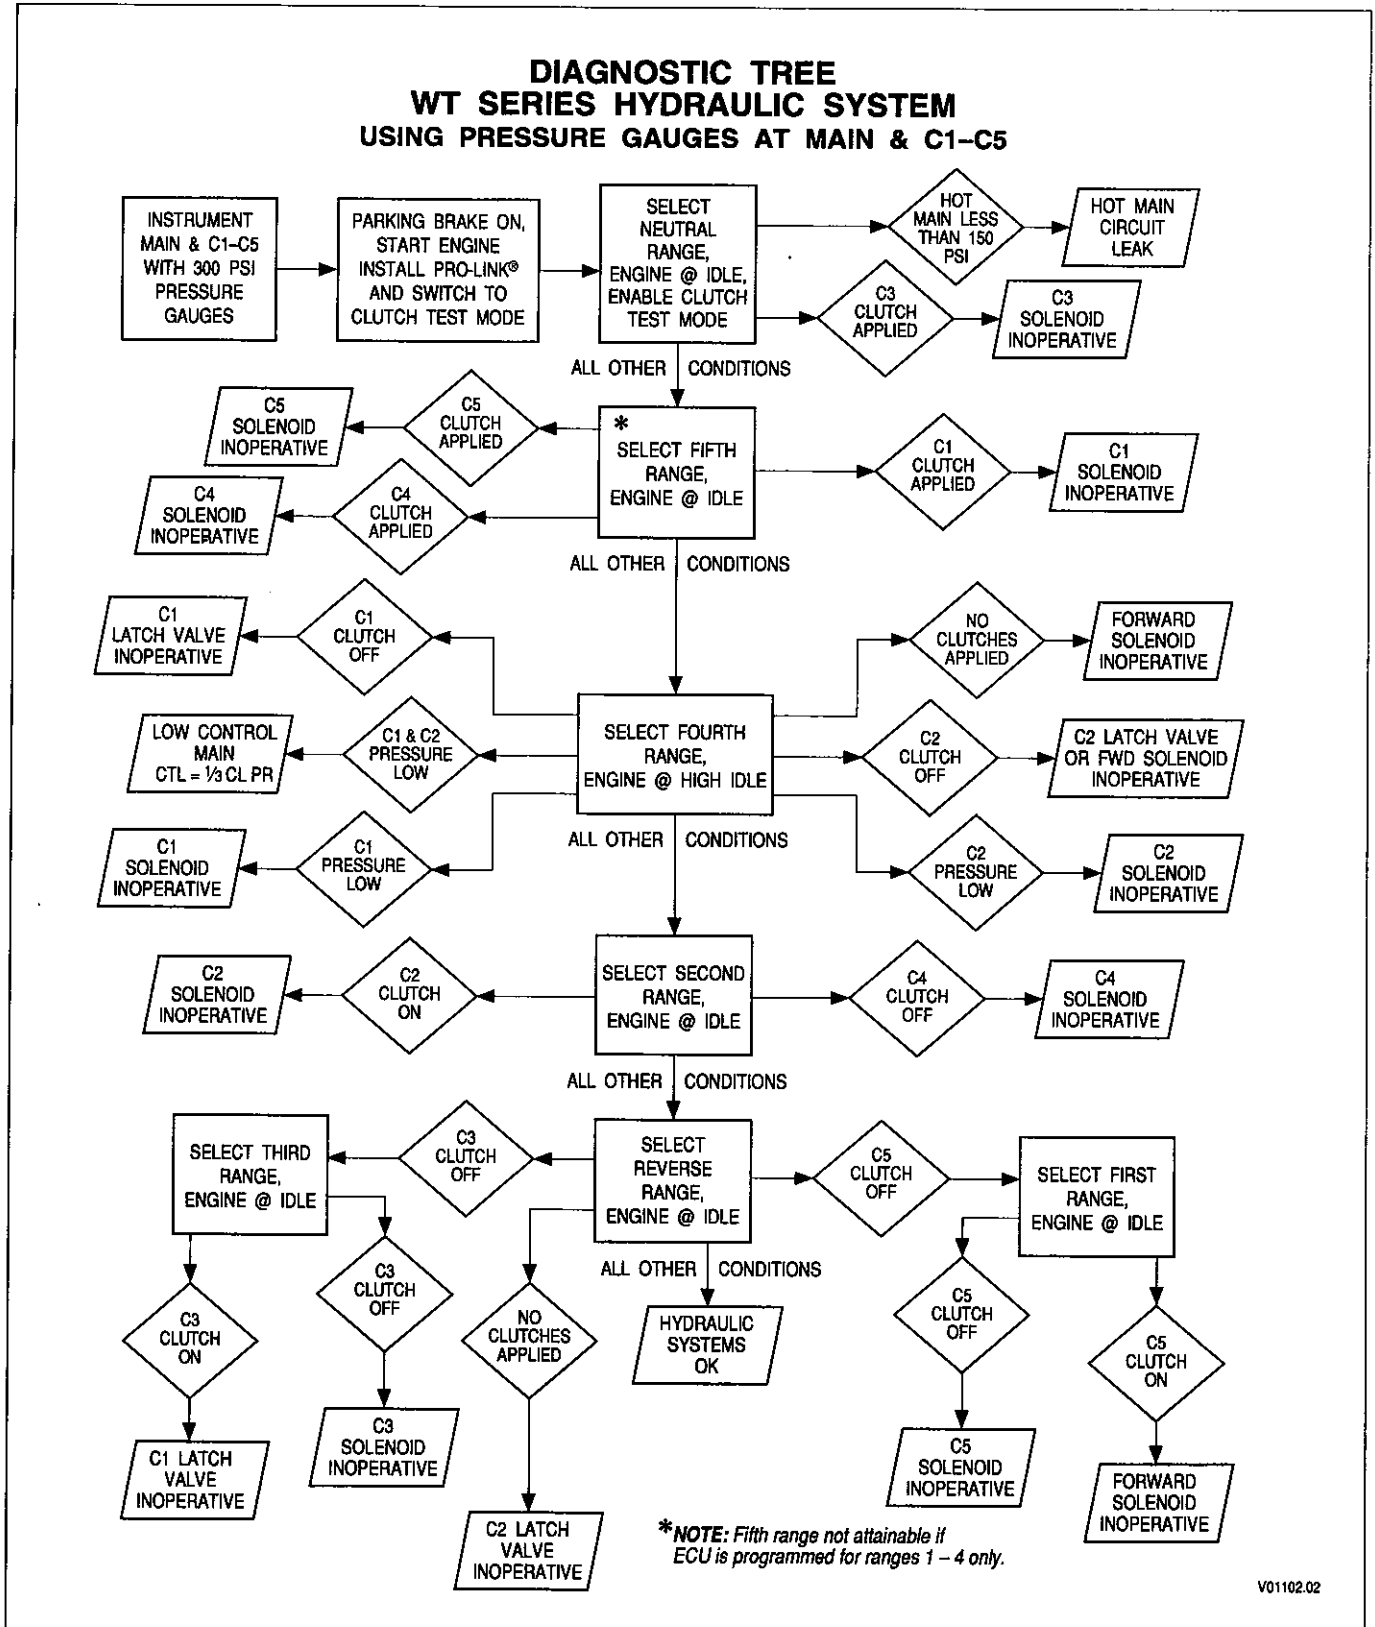 DIAGNOSTIC TREE
WT SERIES HYDRAULIC SYSTEM
USING PRESSURE GAUGES AT MAIN & C1–C5
INSTRUMENT
MAIN & C1–C5
WITH 300 PSI
PRESSURE
GAUGES
PARKING BRAKE ON,
START ENGINE
INSTALL PRO-LINK®
AND SWITCH TO
CLUTCH TEST MODE
SELECT
NEUTRAL
RANGE,
ENGINE @ IDLE,
ENABLE CLUTCH
TEST MODE
HOT
MAIN LESS
THAN 150
PSI
HOT MAIN
CIRCUIT
LEAK
C3
CLUTCH
APPLIED
C3
SOLENOID
INOPERATIVE
ALL OTHER CONDITIONS
C5
SOLENOID
INOPERATIVE
C5
CLUTCH
APPLIED
*
SELECT FIFTH
RANGE,
ENGINE @ IDLE
C1
CLUTCH
APPLIED
C1
SOLENOID
INOPERATIVE
C4
SOLENOID
INOPERATIVE
C4
CLUTCH
APPLIED
ALL OTHER CONDITIONS
C1
LATCH VALVE
INOPERATIVE
C1
CLUTCH
OFF
NO
CLUTCHES
APPLIED
FORWARD
SOLENOID
INOPERATIVE
LOW CONTROL
MAIN
CTL = 1/3 CL PR
C1 & C2
PRESSURE
LOW
SELECT FOURTH
RANGE,
ENGINE @ HIGH IDLE
C2
CLUTCH
OFF
C2 LATCH VALVE
OR FWD SOLENOID
INOPERATIVE
C1
SOLENOID
INOPERATIVE
C1
PRESSURE
LOW
ALL OTHER CONDITIONS
C2
PRESSURE
LOW
C2
SOLENOID
INOPERATIVE
C2
SOLENOID
INOPERATIVE
C2
CLUTCH
ON
SELECT SECOND
RANGE,
ENGINE @ IDLE
C4
CLUTCH
OFF
C4
SOLENOID
INOPERATIVE
ALL OTHER CONDITIONS
SELECT THIRD
RANGE,
ENGINE @ IDLE
C3
CLUTCH
OFF
SELECT
REVERSE
RANGE,
ENGINE @ IDLE
C5
CLUTCH
OFF
SELECT FIRST
RANGE,
ENGINE @ IDLE
ALL OTHER CONDITIONS
C3
CLUTCH
ON
C3
CLUTCH
OFF
NO
CLUTCHES
APPLIED
HYDRAULIC
SYSTEMS
OK
C5
CLUTCH
OFF
C5
CLUTCH
ON
C1 LATCH
VALVE
INOPERATIVE
C3
SOLENOID
INOPERATIVE
C2 LATCH
VALVE
INOPERATIVE
C5
SOLENOID
INOPERATIVE
FORWARD
SOLENOID
INOPERATIVE
*NOTE: Fifth range not attainable if
ECU is programmed for ranges 1 – 4 only.
V01102.02